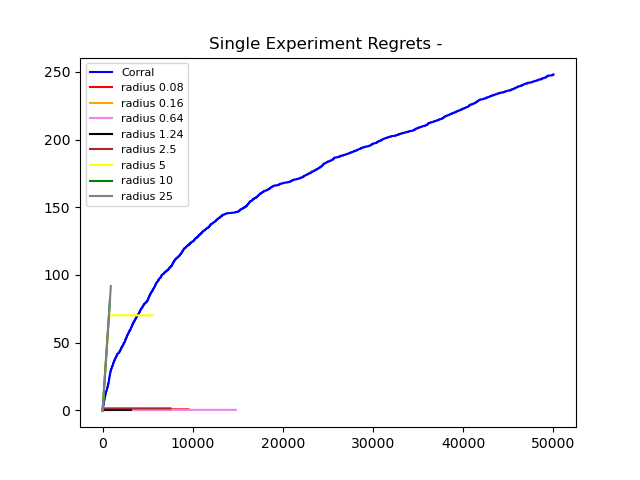 Single Experiment Regrets -
250
200
150
100
50
0
Corral
radius 0.08
radius 0.16
radius 0.64
radius 1.24
radius 2.5
radius 5
radius 10
radius 25
0 10000 20000 30000 40000 50000